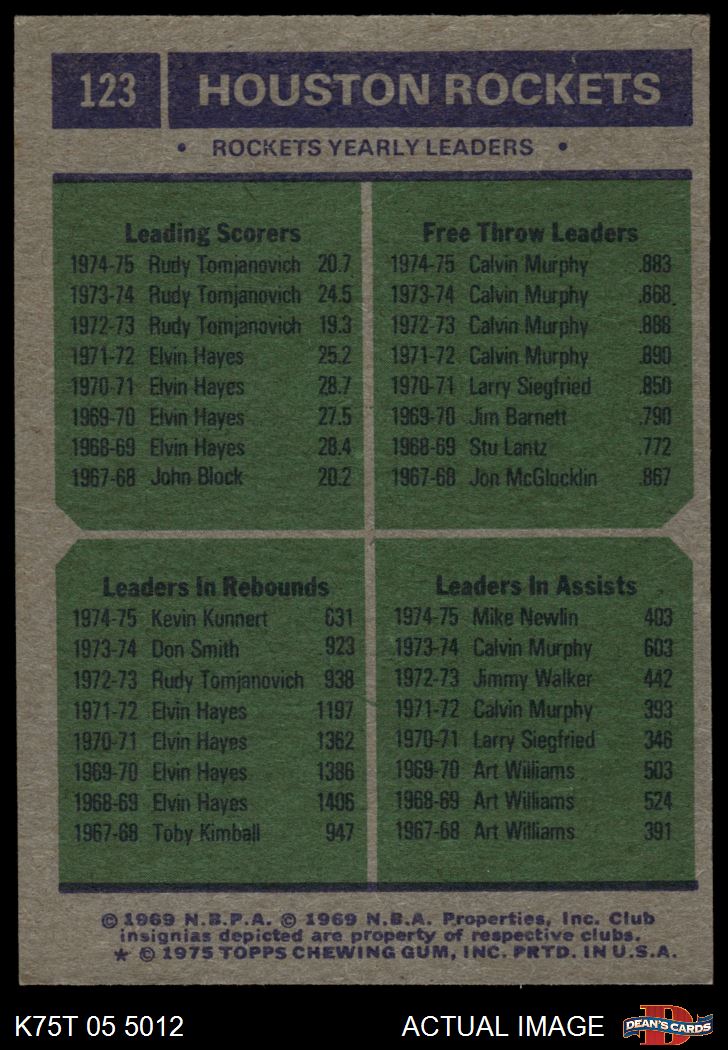 123 HOUSTON ROCKETS
• ROCKETS YEARLY LEADERS •
Leading Scorers
1974-75 Rudy Tomjanovich 20.7
1973-74 Rudy Tomjanovich 24.5
1972-73 Rudy Tomjanovich 19.3
1971-72 Elvin Hayes 25.2
1970-71 Elvin Hayes 28.7
1969-70 Elvin Hayes 27.5
1968-69 Elvin Hayes 28.4
1967-68 John Block 20.2
Free Throw Leaders
1974-75 Calvin Murphy .883
1973-74 Calvin Murphy .868
1972-73 Calvin Murphy .888
1971-72 Calvin Murphy .890
1970-71 Larry Siegfried .850
1969-70 Jim Barnett .790
1968-69 Stu Lantz .772
1967-68 Jon McGlocklin .867
Leaders In Rebounds
1974-75 Kevin Kunnert 631
1973-74 Don Smith 923
1972-73 Rudy Tomjanovich 938
1971-72 Elvin Hayes 1197
1970-71 Elvin Hayes 1362
1969-70 Elvin Hayes 1386
1968-69 Elvin Hayes 1406
1967-68 Toby Kimball 947
Leaders In Assists
1974-75 Mike Newlin 403
1973-74 Calvin Murphy 603
1972-73 Jimmy Walker 442
1971-72 Calvin Murphy 393
1970-71 Larry Siegfried 346
1969-70 Art Williams 503
1968-69 Art Williams 524
1967-68 Art Williams 391
© 1969 N.B.P.A. © 1969 N.B.A. Properties, Inc. Club
insignias depicted are property of respective clubs.
* © 1975 TOPPS CHEWING GUM, INC. PRTD. IN U.S.A.
K75T 05 5012 ACTUAL IMAGE D DEAN'S CARDS